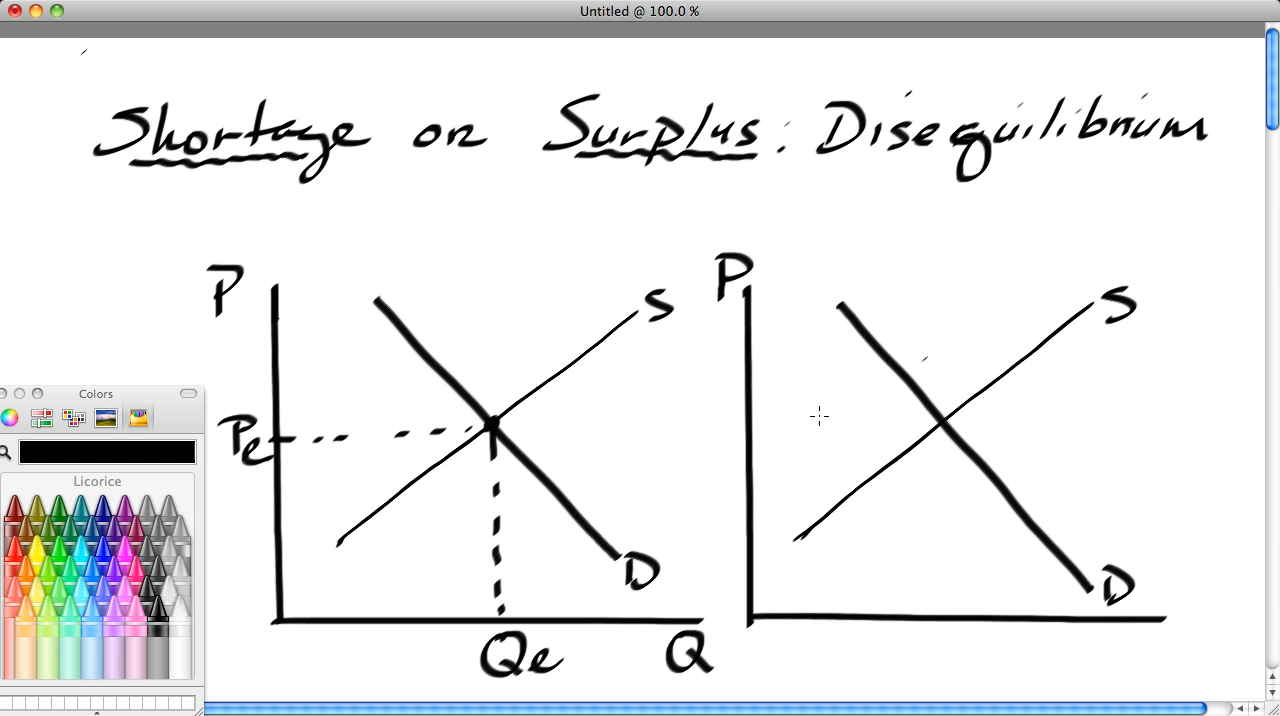 Untitled @ 100.0 %
Shortage or Surplus: Disequilibrium
P
S
P
S
Pe
D
D
Qe
Q
Colors
Licorice